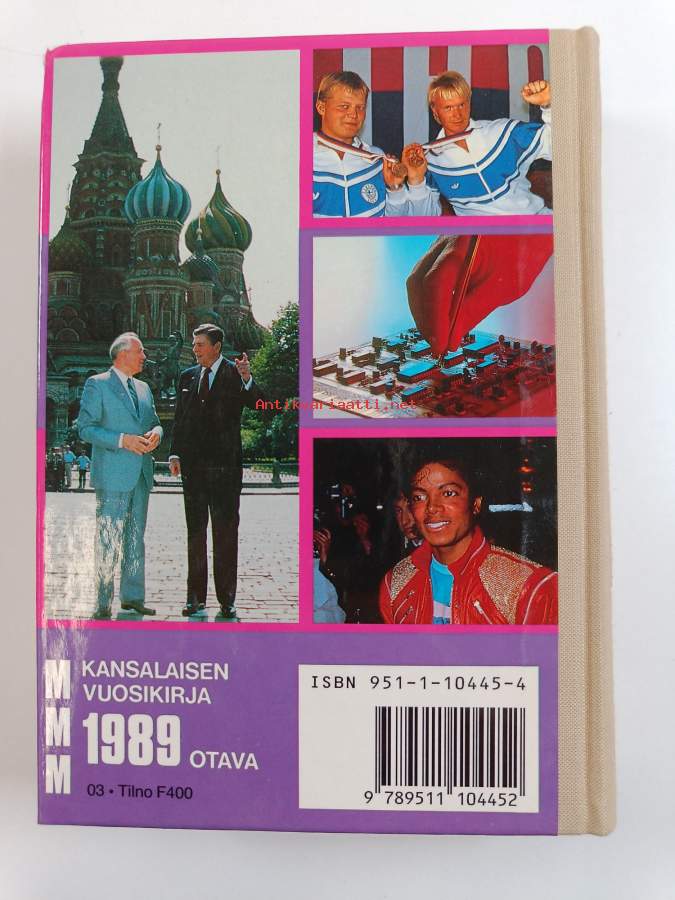 Antikvariaatti.net
MMM
KANSALAISEN
VUOSIKIRJA
1989 OTAVA
03 • Tilno F400
ISBN 951-1-10445-4
9 789511 104452